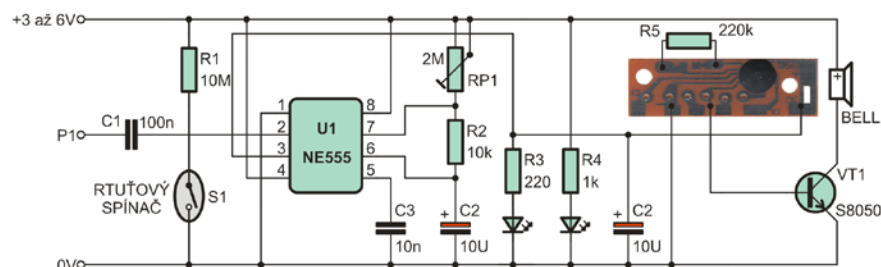 +3 až 6V
R1
10M
C1
100n
P1
RTUŤOVÝ
SPÍNAČ
S1
0V
U1
NE555
1
2
3
4
8
7
6
5
2M
RP1
R2
10k
C3
10n
+
C2
10U
R3
220
R4
1k
+
C2
10U
R5
220k
+
BELL
VT1
S8050